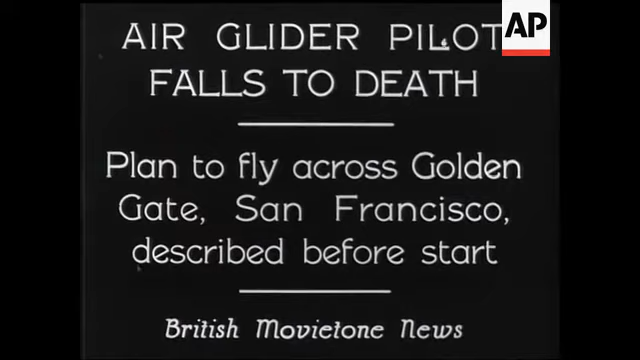 AP
AIR GLIDER PILOT
FALLS TO DEATH
Plan to fly across Golden
Gate, San Francisco,
described before start
British Movietone News